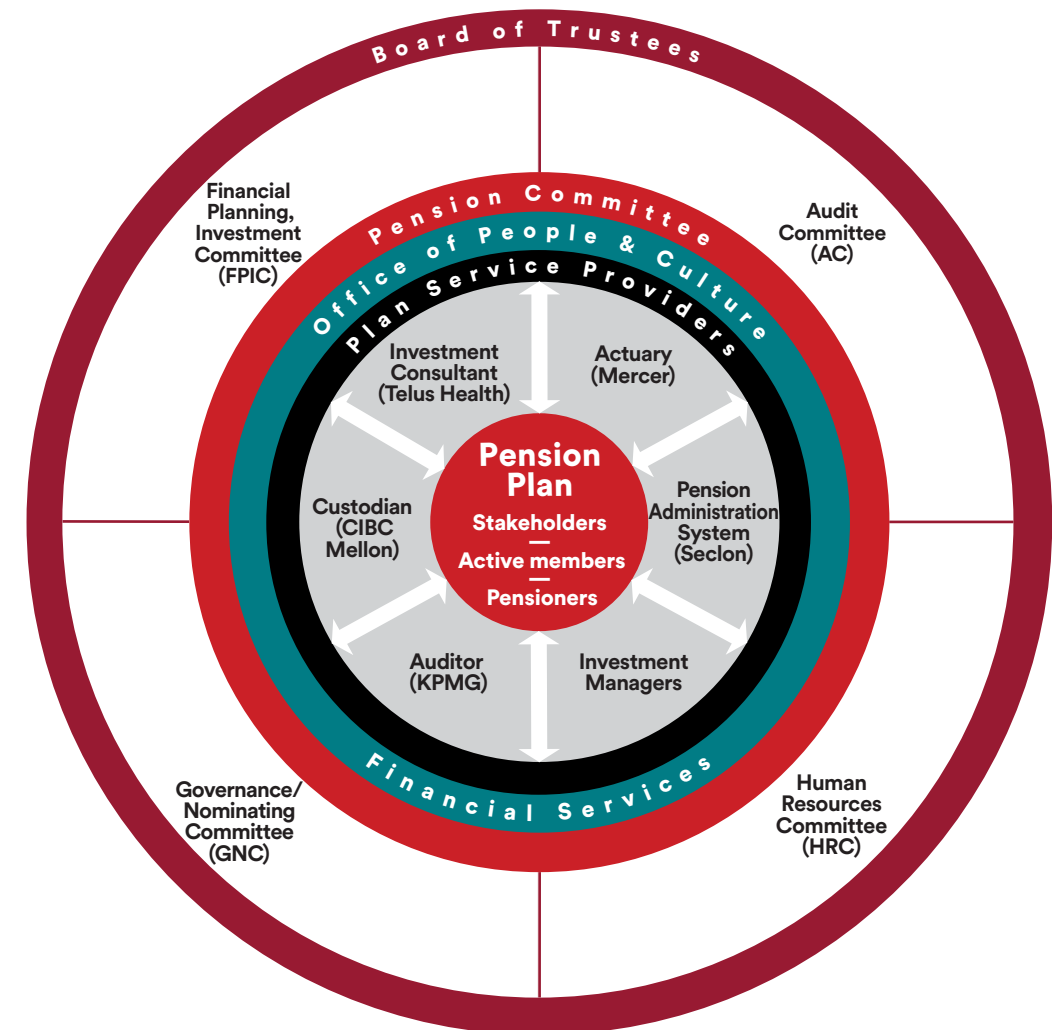 Board of Trustees
Financial
Planning,
Investment
Committee
(FPIC)
Audit
Committee
(AC)
Pension Committee
Office of People & Culture
Plan Service Providers
Investment
Consultant
(Telus Health)
Actuary
(Mercer)
Custodian
(CIBC
Mellon)
Pension
Plan
Stakeholders
—
Active members
—
Pensioners
Pension
Administration
System
(Seclon)
Auditor
(KPMG)
Investment
Managers
Financial Services
Governance/
Nominating
Committee
(GNC)
Human
Resources
Committee
(HRC)